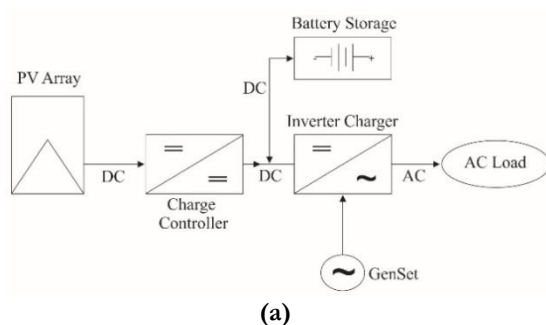 Battery Storage
PV Array
DC
Inverter Charger
DC
DC
AC
AC Load
Charge
Controller
GenSet
(a)